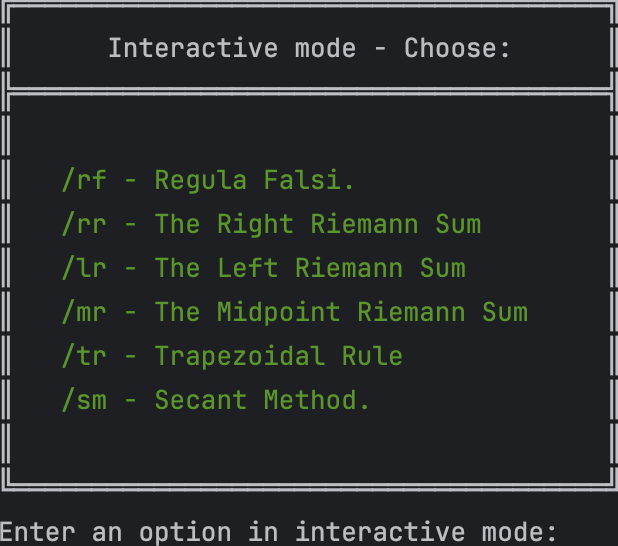 Interactive mode - Choose:
/rf - Regula Falsi.
/rr - The Right Riemann Sum
/lr - The Left Riemann Sum
/mr - The Midpoint Riemann Sum
/tr - Trapezoidal Rule
/sm - Secant Method.
Enter an option in interactive mode: